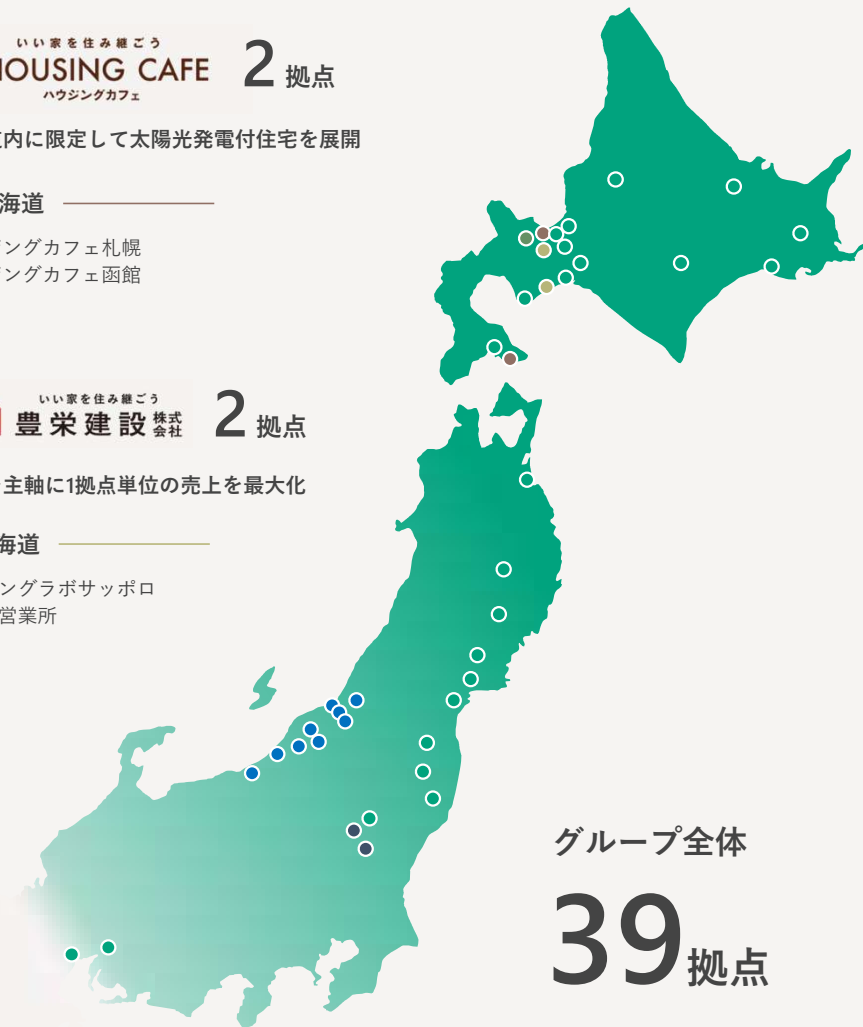 いい家を住み継ごう
HOUSING CAFE
ハウジングカフェ
2 拠点
内に限定して太陽光発電付住宅を展開
海道
ングカフェ札幌
ングカフェ函館
いい家を住み継ごう
豊栄建設 株式会社
2 拠点
主軸に1拠点単位の売上を最大化
海道
ングラボサッポロ
営業所
グループ全体
39拠点